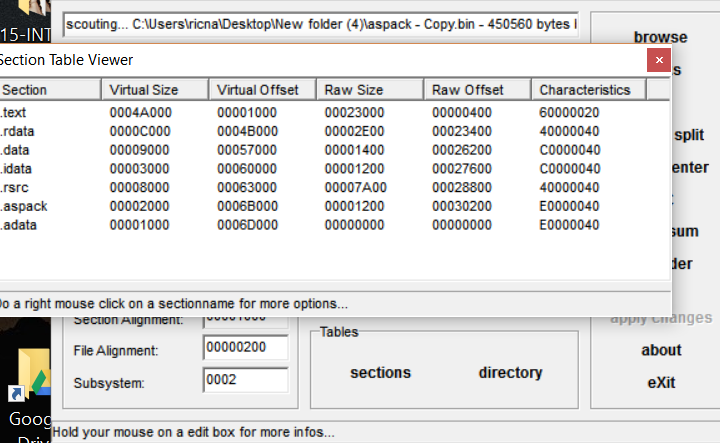 15-INT
scouting... C:\Users\ricna\Desktop\New folder (4)\aspack - Copy.bin - 450560 bytes
browse
Section Table Viewer
Section Virtual Size Virtual Offset Raw Size Raw Offset Characteristics
.text 0004A000 00001000 00023000 00000400 60000020
.rdata 0000C000 0004B000 00002E00 00023400 40000040
.data 00009000 00057000 00001400 00026200 C0000040
.idata 00003000 00060000 00001200 00027600 C0000040
.rsrc 00008000 00063000 00007A00 00028800 40000040
.aspack 00002000 0006B000 00001200 00030200 E0000040
.adata 00001000 0006D000 00000000 00000000 E0000040
split
enter
sum
der
Do a right mouse click on a sectionname for more options...
Section Alignment: 00001000
apply changes
File Alignment: 00000200
Tables
sections directory
about
Subsystem: 0002
eXit
Goog
Driv
Hold your mouse on a edit box for more infos...